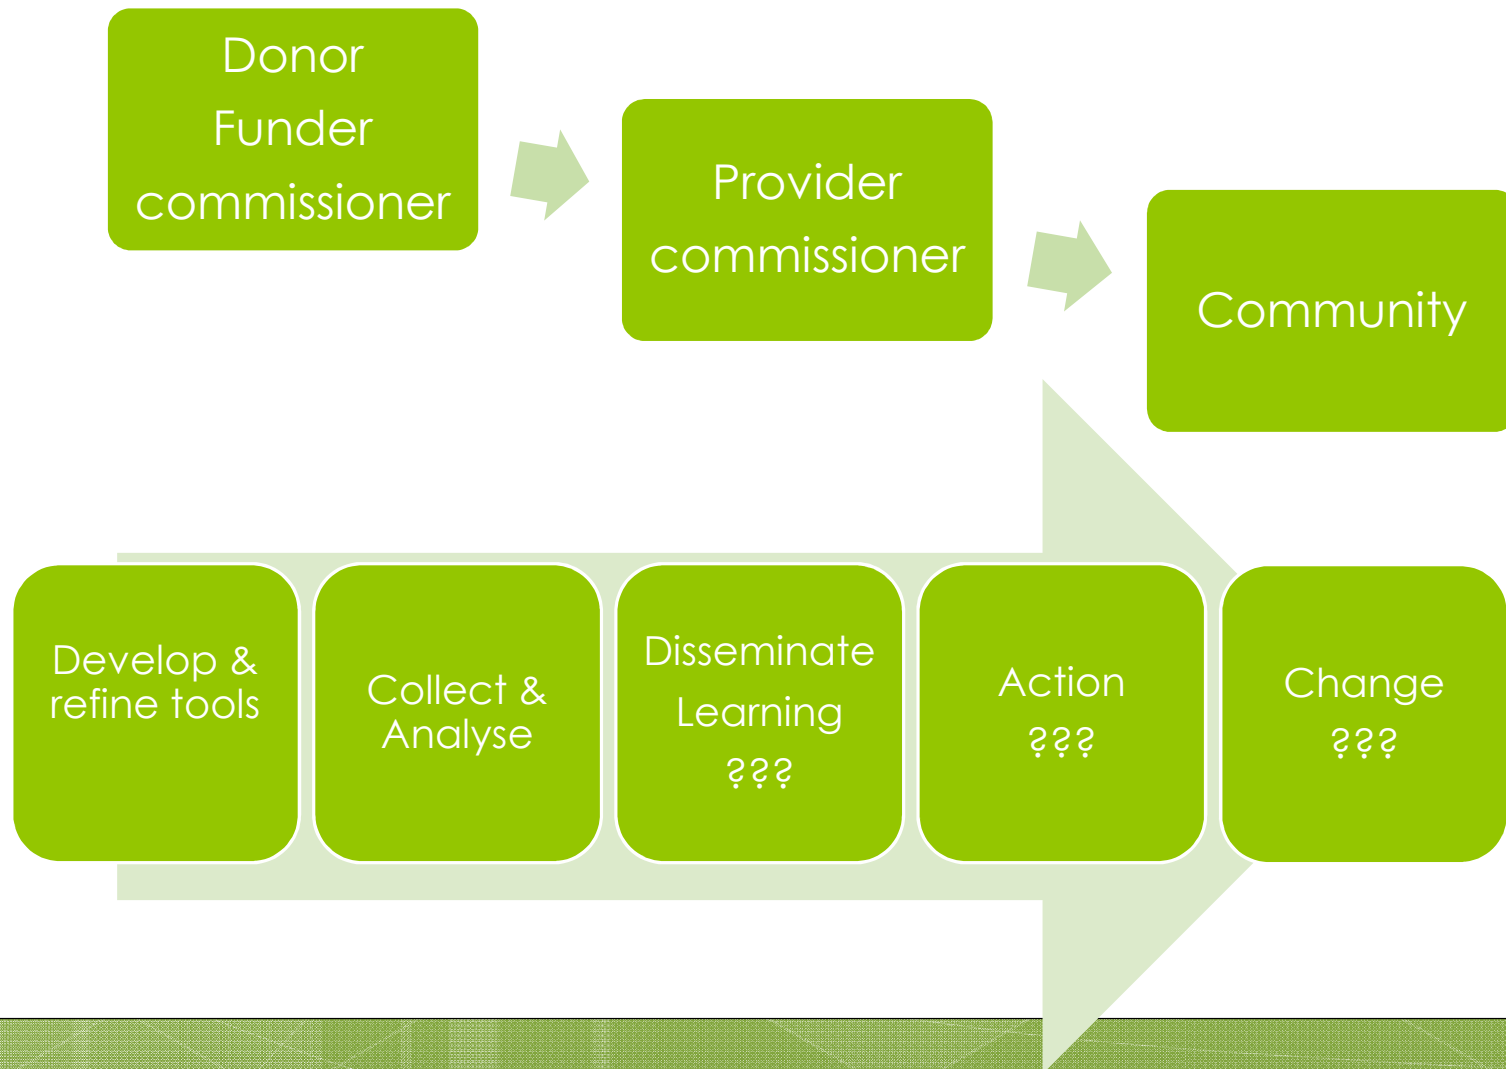 Donor
Funder
commissioner
Provider
commissioner
Community
Develop &
refine tools
Collect &
Analyse
Disseminate
Learning
???
Action
???
Change
???